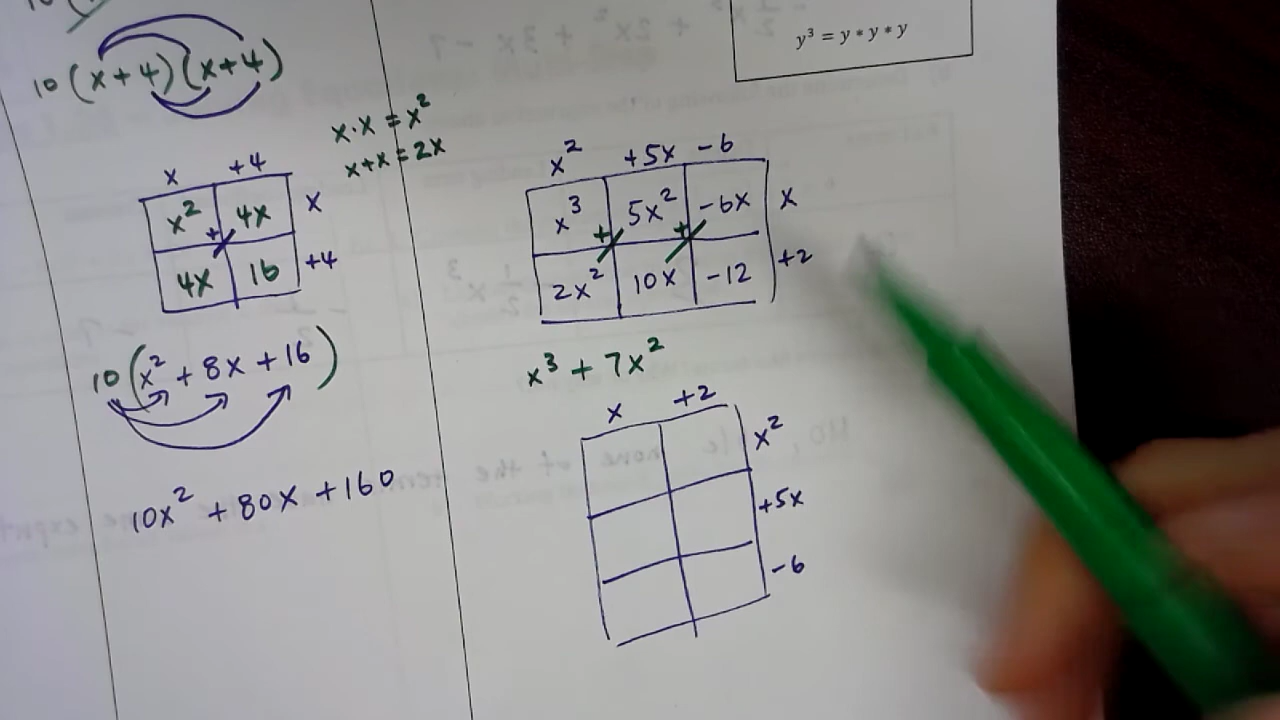 10(x+4)(x+4)
x·x = x²
x+x = 2x
x +4
x² 4x x
+
4x 16 +4
10(x² + 8x + 16)
10x² + 80x + 160
y³ = y * y * y
x² +5x -6
x³ 5x² -6x x
+ +
2x² 10x -12 +2
x³ + 7x²
x +2
x²
+5x
-6